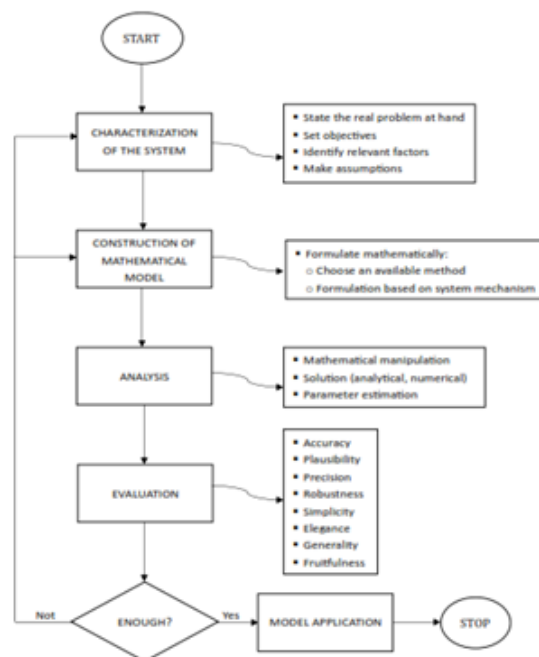 START
CHARACTERIZATION
OF THE SYSTEM
▪ State the real problem at hand
▪ Set objectives
▪ Identify relevant factors
▪ Make assumptions
CONSTRUCTION OF
MATHEMATICAL
MODEL
▪ Formulate mathematically:
o Choose an available method
o Formulation based on system mechanism
ANALYSIS
▪ Mathematical manipulation
▪ Solution (analytical, numerical)
▪ Parameter estimation
EVALUATION
▪ Accuracy
▪ Plausibility
▪ Precision
▪ Robustness
▪ Simplicity
▪ Elegance
▪ Generality
▪ Fruitfulness
Not
ENOUGH?
Yes
MODEL APPLICATION
STOP